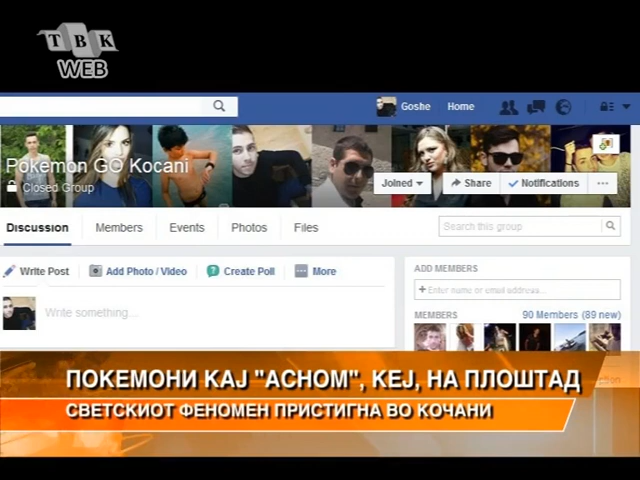 ТВК
WEB
Goshe
Home
Pokemon GO Kocani
Closed Group
Joined
Share
Notifications
Discussion
Members
Events
Photos
Files
Search this group
Write Post
Add Photo / Video
Create Poll
More
Write something...
ADD MEMBERS
+ Enter name or email address...
MEMBERS
90 Members (89 new)
ПОКЕМОНИ КАЈ "АСНОМ", КЕЈ, НА ПЛОШТАД
СВЕТСКИОТ ФЕНОМЕН ПРИСТИГНА ВО КОЧАНИ